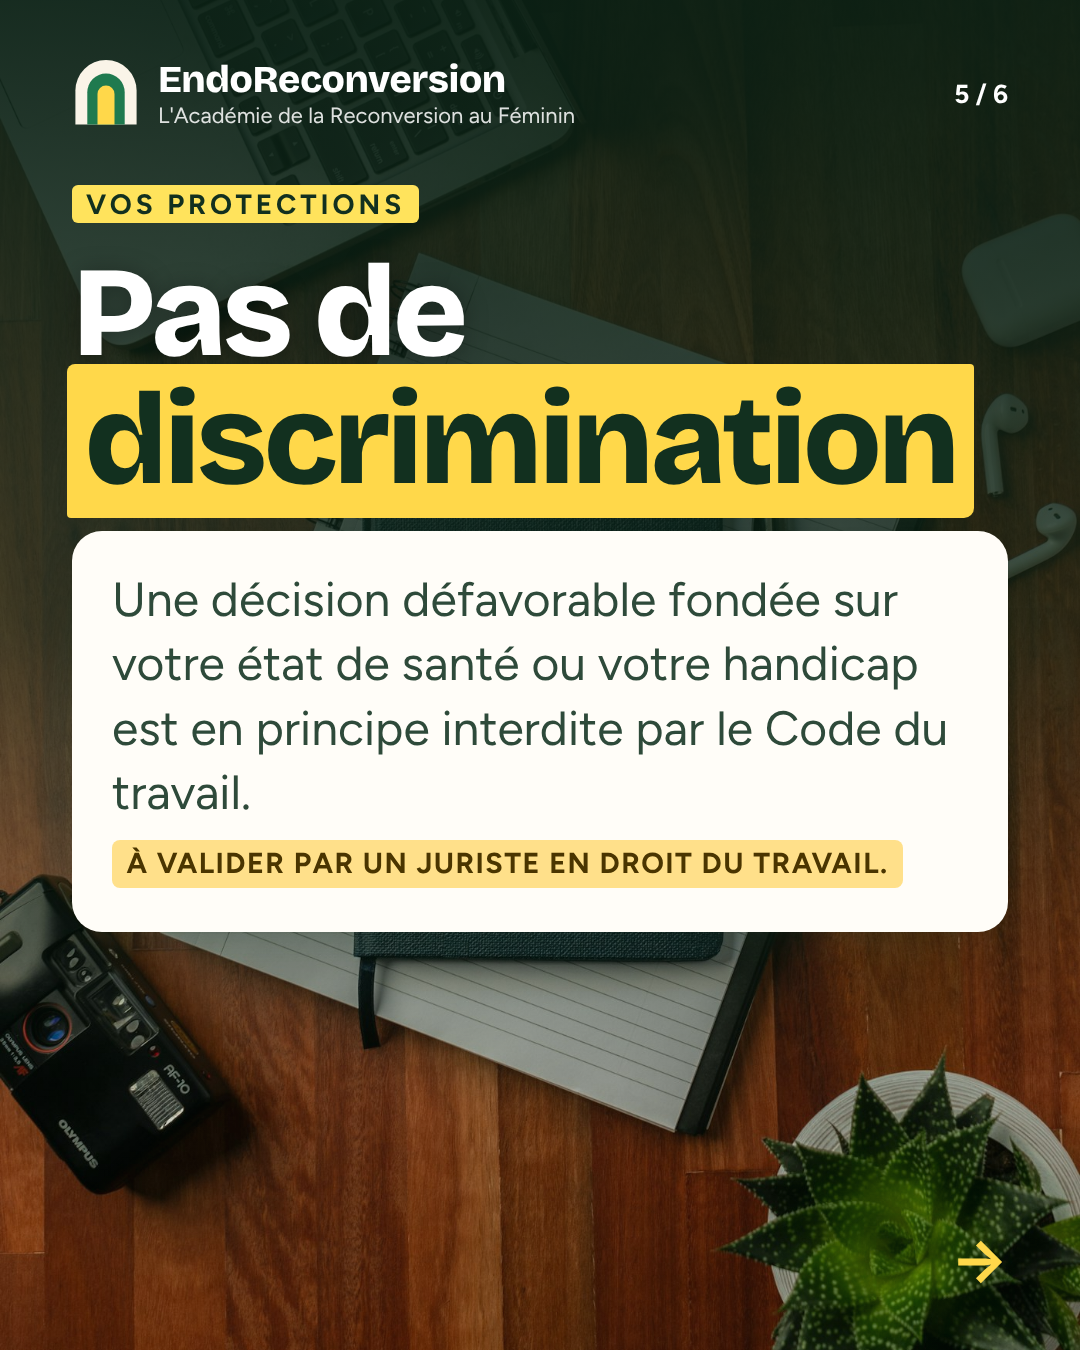 EndoReconversion
L'Académie de la Reconversion au Féminin
5 / 6
VOS PROTECTIONS
Pas de
discrimination
Une décision défavorable fondée sur
votre état de santé ou votre handicap
est en principe interdite par le Code du
travail.
À VALIDER PAR UN JURISTE EN DROIT DU TRAVAIL.
AF-10
OLYMPUS